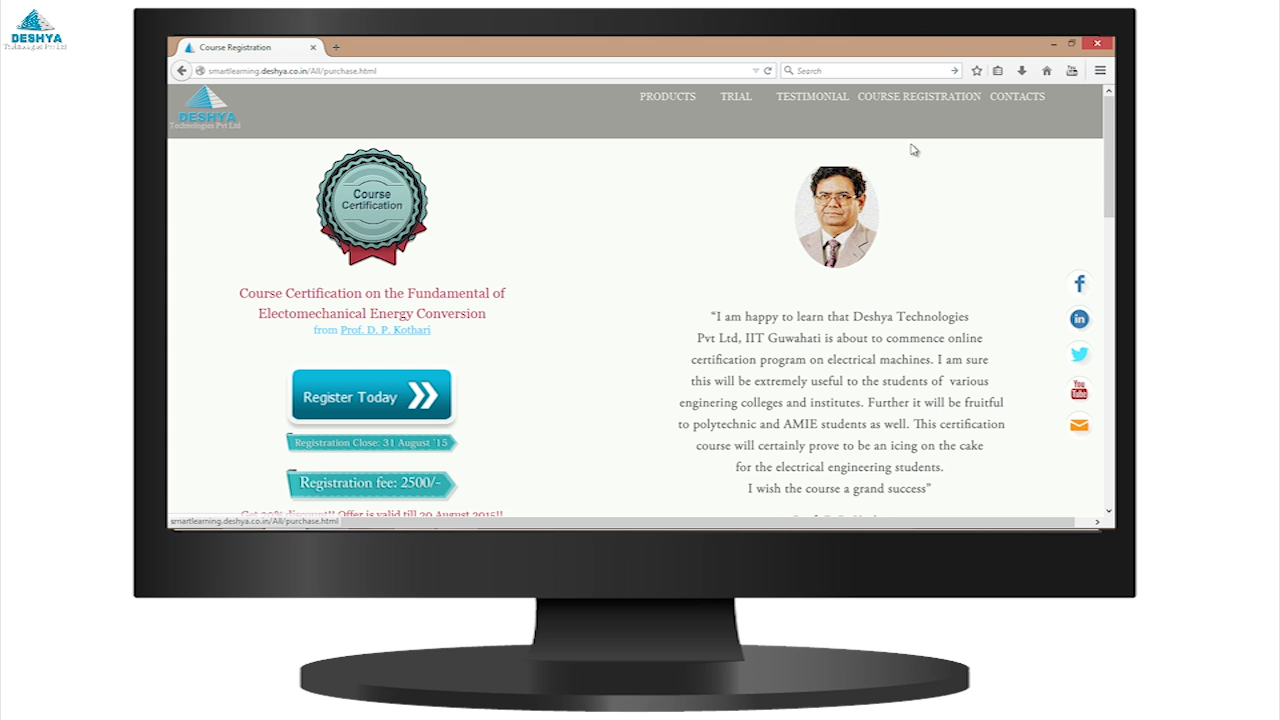 DESHYA
Technologies Pvt Ltd
Course Registration
smartlearning.deshya.co.in/All/purchase.html
Search
DESHYA
Technologies Pvt Ltd
PRODUCTS TRIAL TESTIMONIAL COURSE REGISTRATION CONTACTS
Course
Certification
Course Certification on the Fundamental of
Electomechanical Energy Conversion
from Prof. D. P. Kothari
Register Today
Registration Close: 31 August '15
Registration fee: 2500/-
“I am happy to learn that Deshya Technologies
Pvt Ltd, IIT Guwahati is about to commence online
certification program on electrical machines. I am sure
this will be extremely useful to the students of various
enginering colleges and institutes. Further it will be fruitful
to polytechnic and AMIE students as well. This certification
course will certainly prove to be an icing on the cake
for the electrical engineering students.
I wish the course a grand success”
You
Tube
smartlearning.deshya.co.in/All/purchase.html